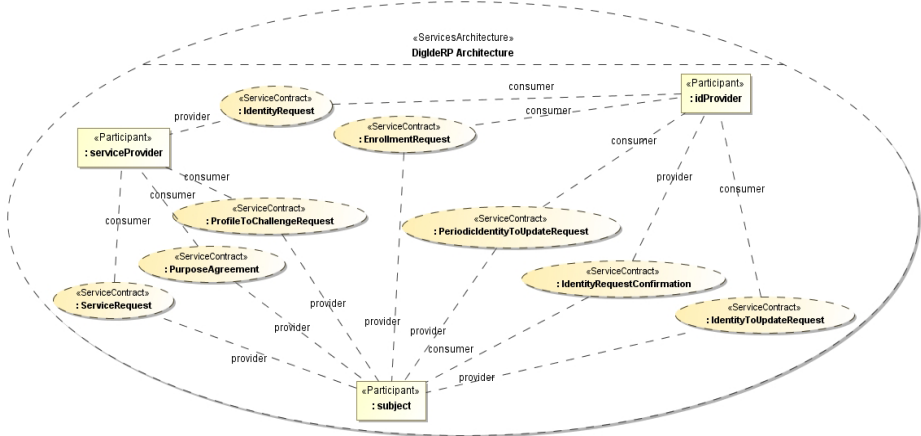 «ServicesArchitecture»
DigIdeRP Architecture
«ServiceContract»
: IdentityRequest
consumer
«Participant»
: idProvider
consumer
provider
«ServiceContract»
: EnrollmentRequest
«Participant»
: serviceProvider
consumer
consumer
provider
consumer
consumer
consumer
«ServiceContract»
: ProfileToChallengeRequest
«ServiceContract»
: PeriodicIdentityToUpdateRequest
«ServiceContract»
: PurposeAgreement
«ServiceContract»
: IdentityRequestConfirmation
«ServiceContract»
: ServiceRequest
«ServiceContract»
: IdentityToUpdateRequest
provider
provider
provider
provider
provider
consumer
provider
«Participant»
: subject